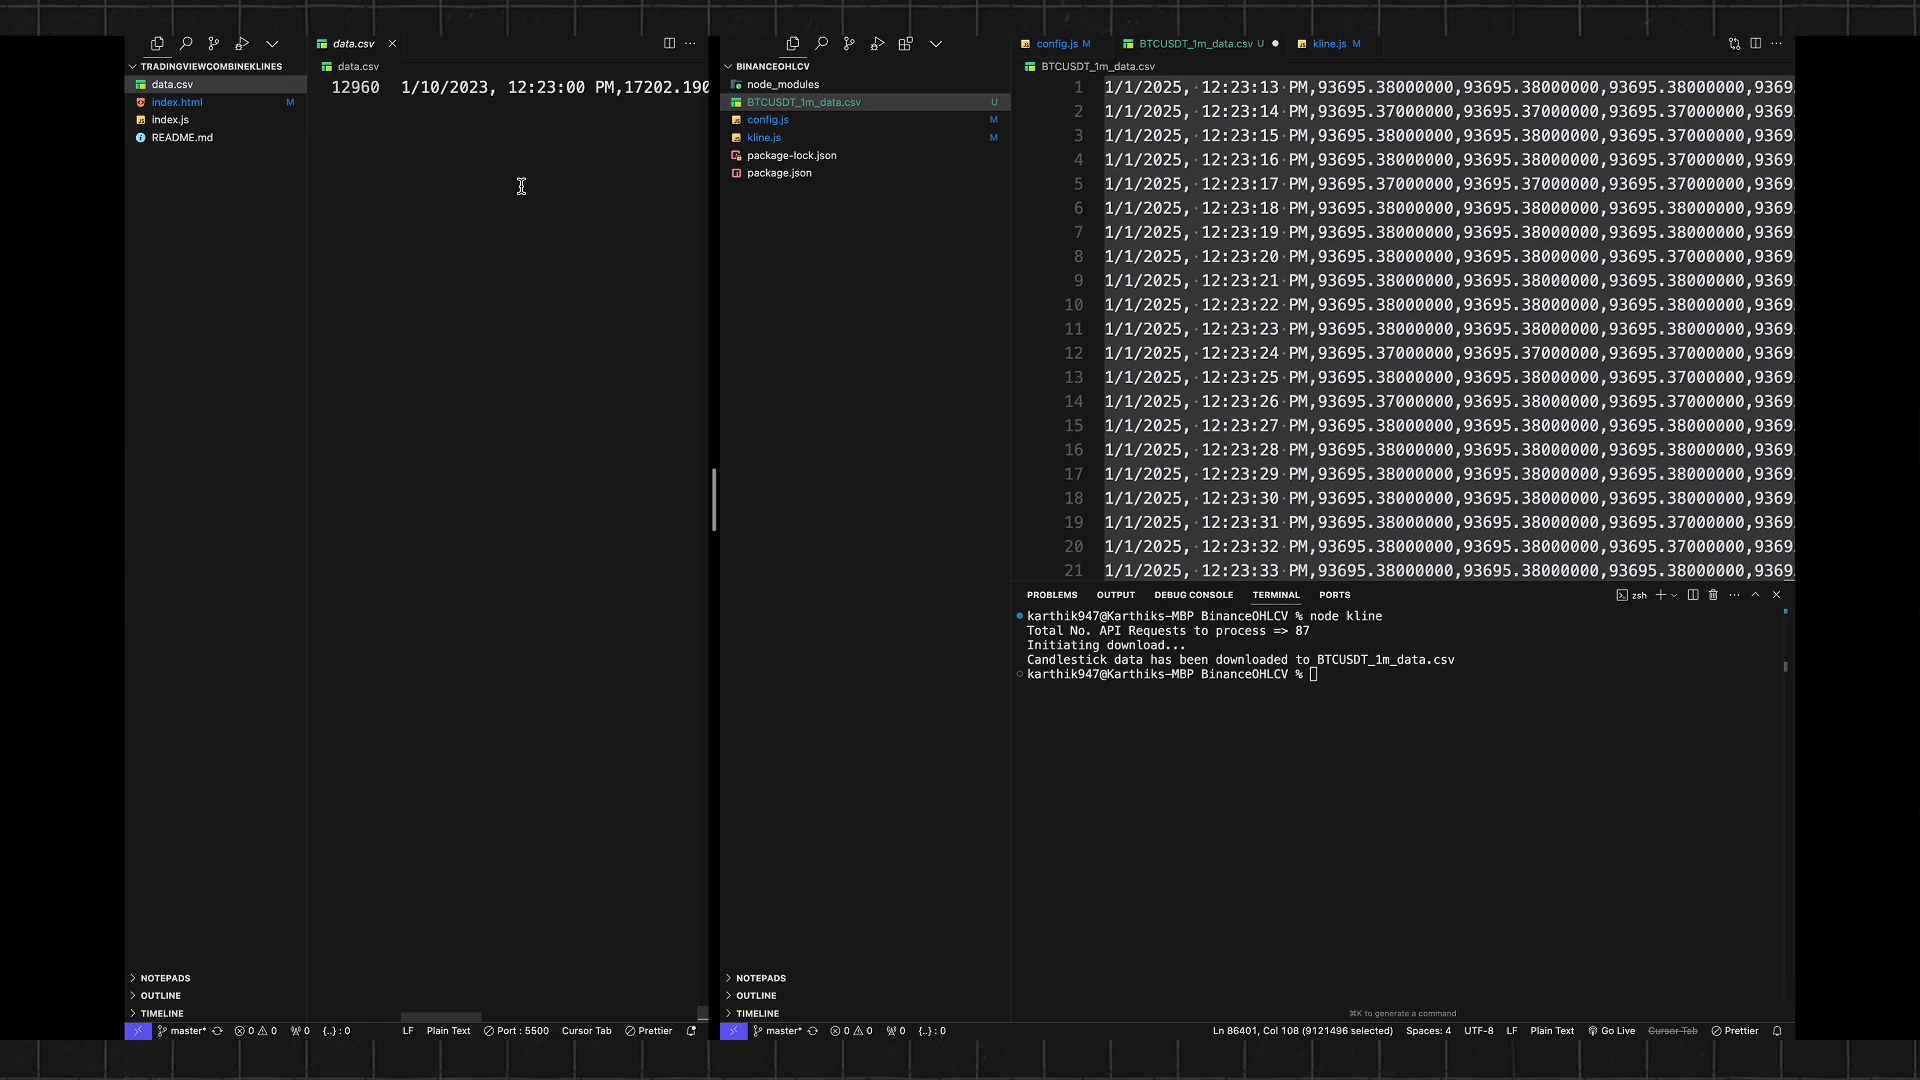 data.csv
TRADINGVIEWCOMBINEKLINES
data.csv
index.html M
index.js
README.md
data.csv
12960 1/10/2023, 12:23:00 PM,17202.190
NOTEPADS
OUTLINE
TIMELINE
master* 0 0 0 {..} : 0 LF Plain Text Port : 5500 Cursor Tab Prettier
BINANCEOHLCV
node_modules
BTCUSDT_1m_data.csv U
config.js M
kline.js M
package-lock.json
package.json
NOTEPADS
OUTLINE
TIMELINE
config.js M BTCUSDT_1m_data.csv U kline.js M
BTCUSDT_1m_data.csv
1 1/1/2025, 12:23:13 PM,93695.38000000,93695.38000000,93695.38000000,9369
2 1/1/2025, 12:23:14 PM,93695.37000000,93695.37000000,93695.37000000,9369
3 1/1/2025, 12:23:15 PM,93695.38000000,93695.38000000,93695.37000000,9369
4 1/1/2025, 12:23:16 PM,93695.38000000,93695.38000000,93695.37000000,9369
5 1/1/2025, 12:23:17 PM,93695.37000000,93695.37000000,93695.37000000,9369
6 1/1/2025, 12:23:18 PM,93695.38000000,93695.38000000,93695.38000000,9369
7 1/1/2025, 12:23:19 PM,93695.38000000,93695.38000000,93695.37000000,9369
8 1/1/2025, 12:23:20 PM,93695.38000000,93695.38000000,93695.37000000,9369
9 1/1/2025, 12:23:21 PM,93695.38000000,93695.38000000,93695.38000000,9369
10 1/1/2025, 12:23:22 PM,93695.38000000,93695.38000000,93695.38000000,9369
11 1/1/2025, 12:23:23 PM,93695.38000000,93695.38000000,93695.38000000,9369
12 1/1/2025, 12:23:24 PM,93695.37000000,93695.37000000,93695.37000000,9369
13 1/1/2025, 12:23:25 PM,93695.38000000,93695.38000000,93695.37000000,9369
14 1/1/2025, 12:23:26 PM,93695.37000000,93695.38000000,93695.37000000,9369
15 1/1/2025, 12:23:27 PM,93695.38000000,93695.38000000,93695.38000000,9369
16 1/1/2025, 12:23:28 PM,93695.38000000,93695.38000000,93695.38000000,9369
17 1/1/2025, 12:23:29 PM,93695.38000000,93695.38000000,93695.38000000,9369
18 1/1/2025, 12:23:30 PM,93695.38000000,93695.38000000,93695.38000000,9369
19 1/1/2025, 12:23:31 PM,93695.38000000,93695.38000000,93695.37000000,9369
20 1/1/2025, 12:23:32 PM,93695.38000000,93695.38000000,93695.37000000,9369
21 1/1/2025, 12:23:33 PM,93695.38000000,93695.38000000,93695.38000000,9369
PROBLEMS OUTPUT DEBUG CONSOLE TERMINAL PORTS zsh
karthik947@Karthiks-MBP BinanceOHLCV % node kline
Total No. API Requests to process => 87
Initiating download...
Candlestick data has been downloaded to BTCUSDT_1m_data.csv
karthik947@Karthiks-MBP BinanceOHLCV %
⌘K to generate a command
master* 0 0 0 {..} : 0 Ln 86401, Col 108 (9121496 selected) Spaces: 4 UTF-8 LF Plain Text Go Live Cursor Tab Prettier